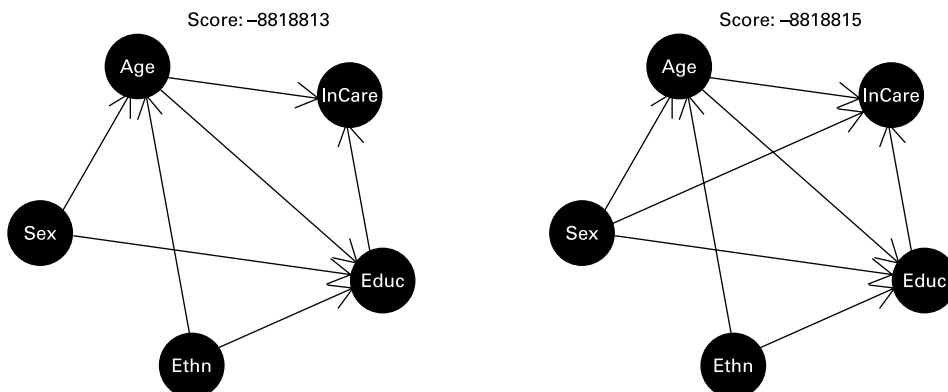 Score: –8818813
Age
InCare
Sex
Educ
Ethn
Score: –8818815
Age
InCare
Sex
Educ
Ethn